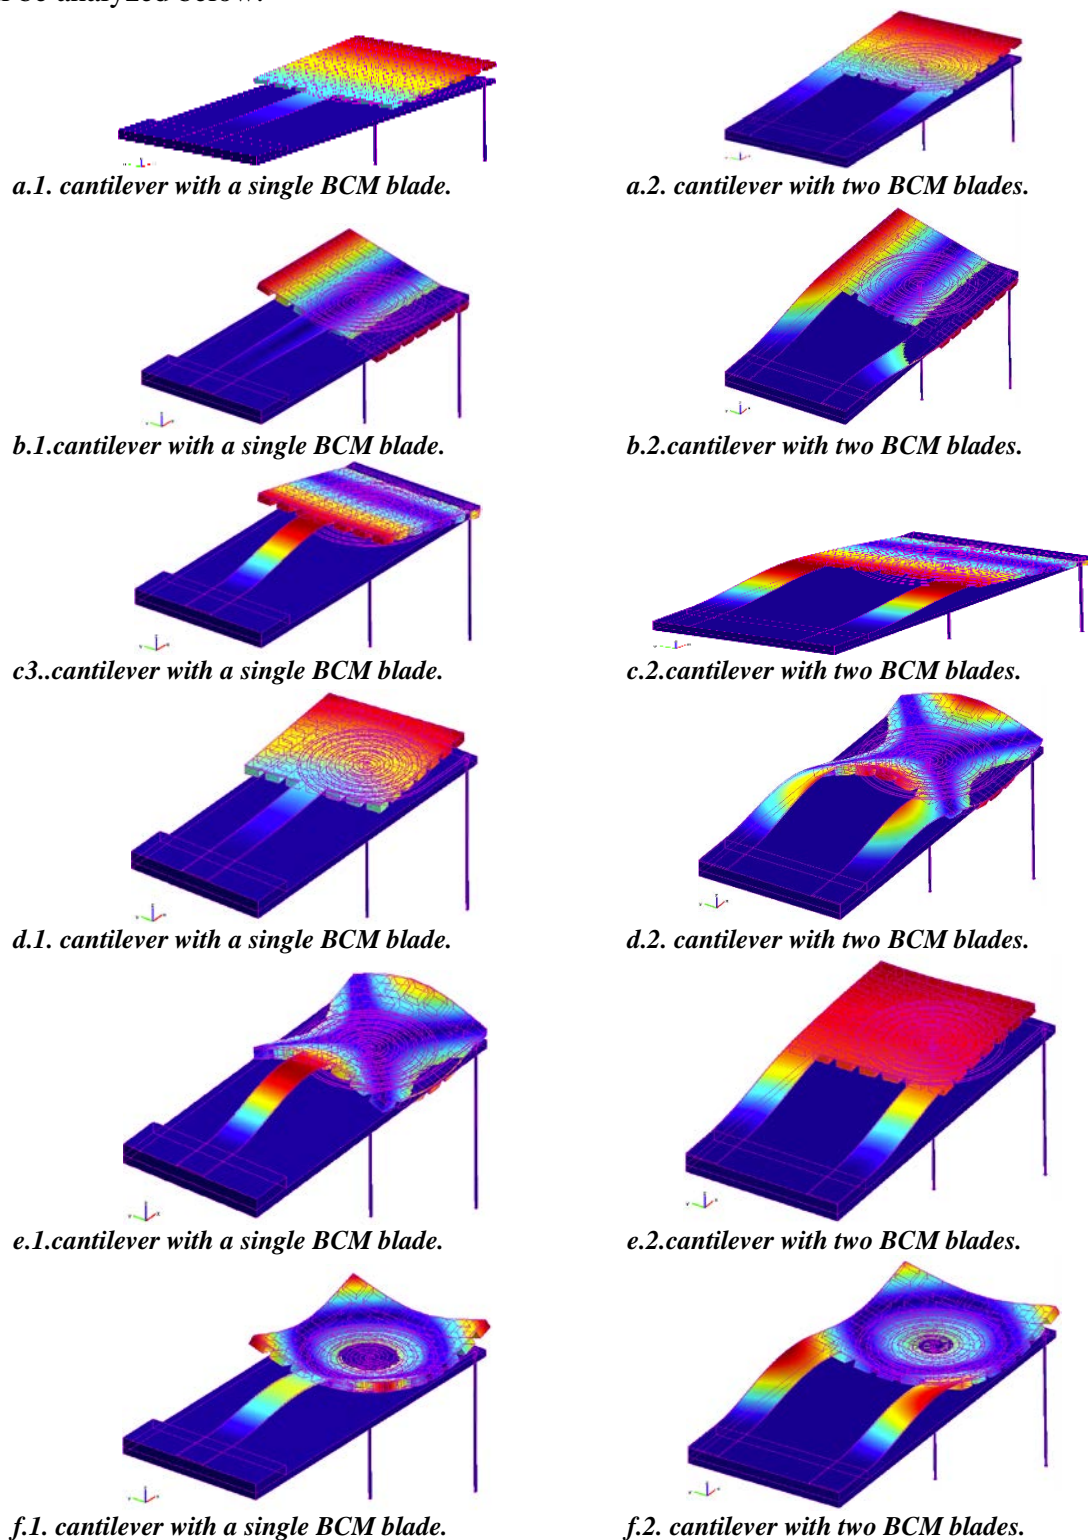 a.1. cantilever with a single BCM blade.
a.2. cantilever with two BCM blades.
b.1.cantilever with a single BCM blade.
b.2.cantilever with two BCM blades.
c3..cantilever with a single BCM blade.
c.2.cantilever with two BCM blades.
d.1. cantilever with a single BCM blade.
d.2. cantilever with two BCM blades.
e.1.cantilever with a single BCM blade.
e.2.cantilever with two BCM blades.
f.1. cantilever with a single BCM blade.
f.2. cantilever with two BCM blades.